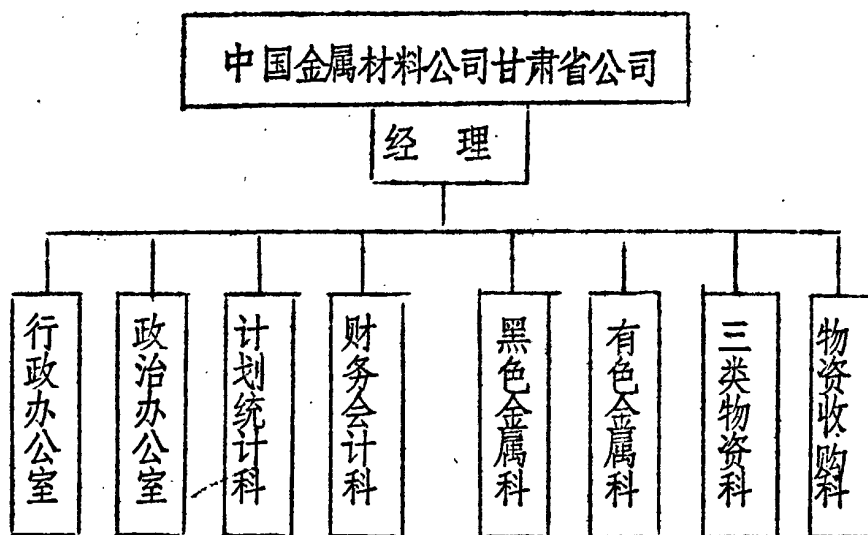 中国金属材料公司甘肃省公司
经 理
行政办公室
政治办公室
计划统计科
财务会计科
黑色金属科
有色金属科
三类物资科
物资收购科